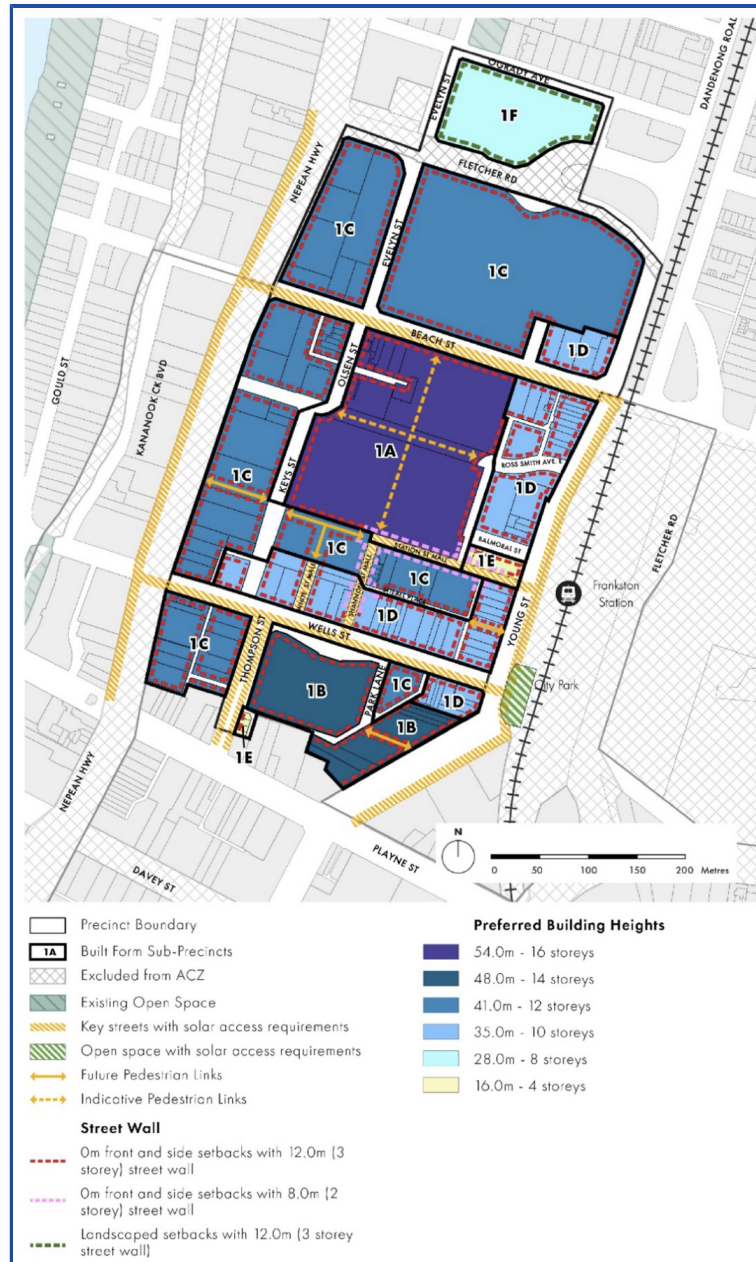 OGRADY AVE
EVELYN ST
DANDENONG ROAD
1F
FLETCHER RD
NEPEAN HWY
1C
EVELYN ST
1C
BEACH ST
1D
OLSEN ST
GOULD ST
KANANOOK CK BVD
1A
ROSS SMITH AVE E
1C
KEYS ST
1D
FLETCHER RD
BALMORAL ST
STATION ST MALL
1E
1C
1C
WHITE ST MALL
SHANNON ST MALL
1D
YOUNG ST
Frankston
Station
WELLS ST
1C
THOMPSON ST
1B
PARK LANE
1C
1D
City Park
1B
1E
NEPEAN HWY
PLAYNE ST
DAVEY ST
N
0 50 100 150 200 Metres
Precinct Boundary
1A Built Form Sub-Precincts
Excluded from ACZ
Existing Open Space
Key streets with solar access requirements
Open space with solar access requirements
Future Pedestrian Links
Indicative Pedestrian Links
Street Wall
0m front and side setbacks with 12.0m (3
storey) street wall
0m front and side setbacks with 8.0m (2
storey) street wall
Landscaped setbacks with 12.0m (3 storey
street wall)
Preferred Building Heights
54.0m - 16 storeys
48.0m - 14 storeys
41.0m - 12 storeys
35.0m - 10 storeys
28.0m - 8 storeys
16.0m - 4 storeys